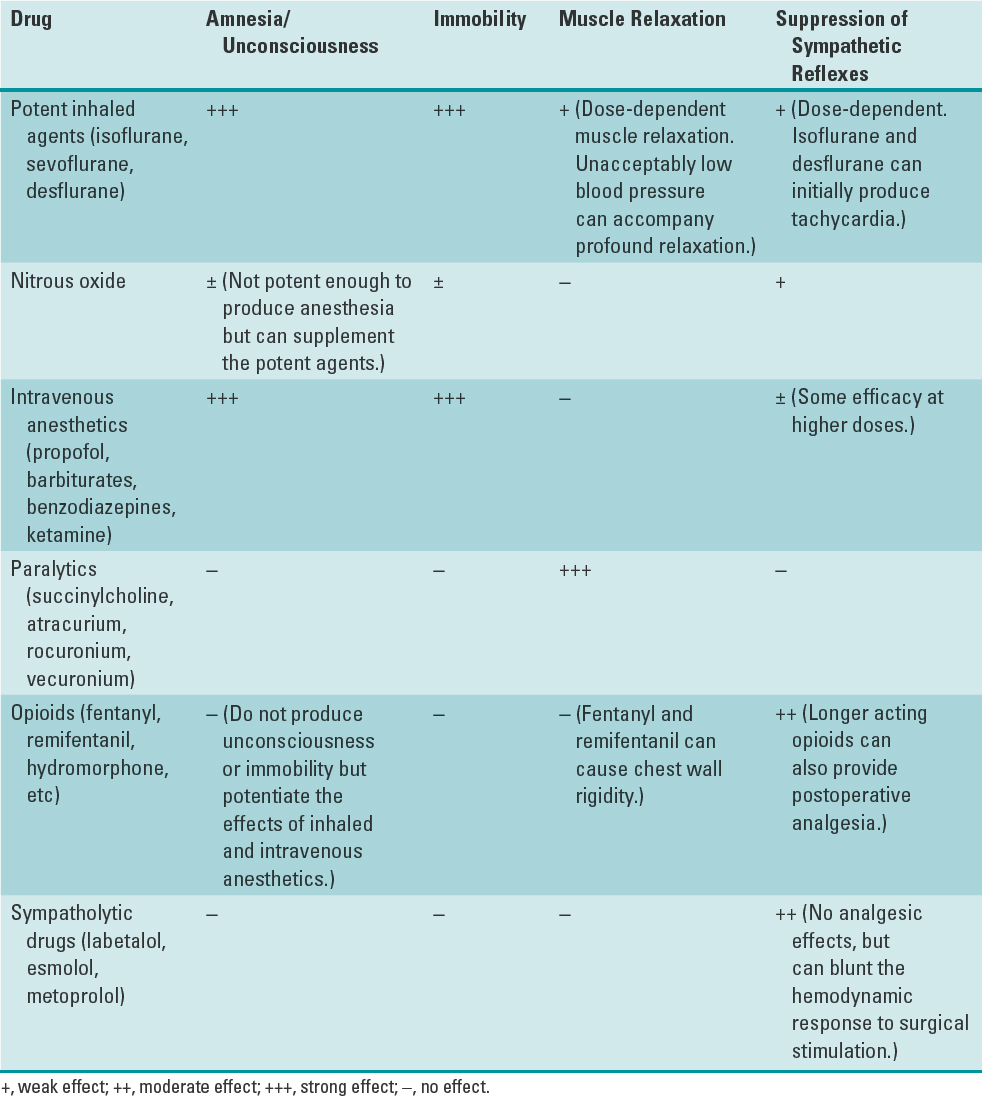 Drug
Amnesia/
Unconsciousness
Immobility
Muscle Relaxation
Suppression of
Sympathetic
Reflexes
Potent inhaled
agents (isoflurane,
sevoflurane,
desflurane)
+++
+++
+ (Dose-dependent
muscle relaxation.
Unacceptably low
blood pressure
can accompany
profound relaxation.)
+ (Dose-dependent.
Isoflurane and
desflurane can
initially produce
tachycardia.)
Nitrous oxide
± (Not potent enough to
produce anesthesia
but can supplement
the potent agents.)
±
–
+
Intravenous
anesthetics
(propofol,
barbiturates,
benzodiazepines,
ketamine)
+++
+++
–
± (Some efficacy at
higher doses.)
Paralytics
(succinylcholine,
atracurium,
rocuronium,
vecuronium)
–
–
+++
–
Opioids (fentanyl,
remifentanil,
hydromorphone,
etc)
– (Do not produce
unconsciousness
or immobility but
potentiate the
effects of inhaled
and intravenous
anesthetics.)
–
– (Fentanyl and
remifentanil can
cause chest wall
rigidity.)
++ (Longer acting
opioids can
also provide
postoperative
analgesia.)
Sympatholytic
drugs (labetalol,
esmolol,
metoprolol)
–
–
–
++ (No analgesic
effects, but
can blunt the
hemodynamic
response to surgical
stimulation.)
+, weak effect; ++, moderate effect; +++, strong effect; –, no effect.